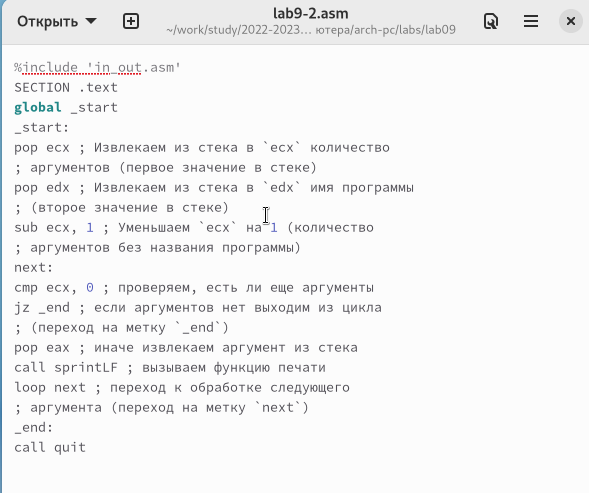 Открыть
lab9-2.asm
~/work/study/2022-2023… ютера/arch-pc/labs/lab09
%include 'in_out.asm'
SECTION .text
global _start
_start:
pop ecx ; Извлекаем из стека в `ecx` количество
; аргументов (первое значение в стеке)
pop edx ; Извлекаем из стека в `edx` имя программы
; (второе значение в стеке)
sub ecx, 1 ; Уменьшаем `ecx` на 1 (количество
; аргументов без названия программы)
next:
cmp ecx, 0 ; проверяем, есть ли еще аргументы
jz _end ; если аргументов нет выходим из цикла
; (переход на метку `_end`)
pop eax ; иначе извлекаем аргумент из стека
call sprintLF ; вызываем функцию печати
loop next ; переход к обработке следующего
; аргумента (переход на метку `next`)
_end:
call quit